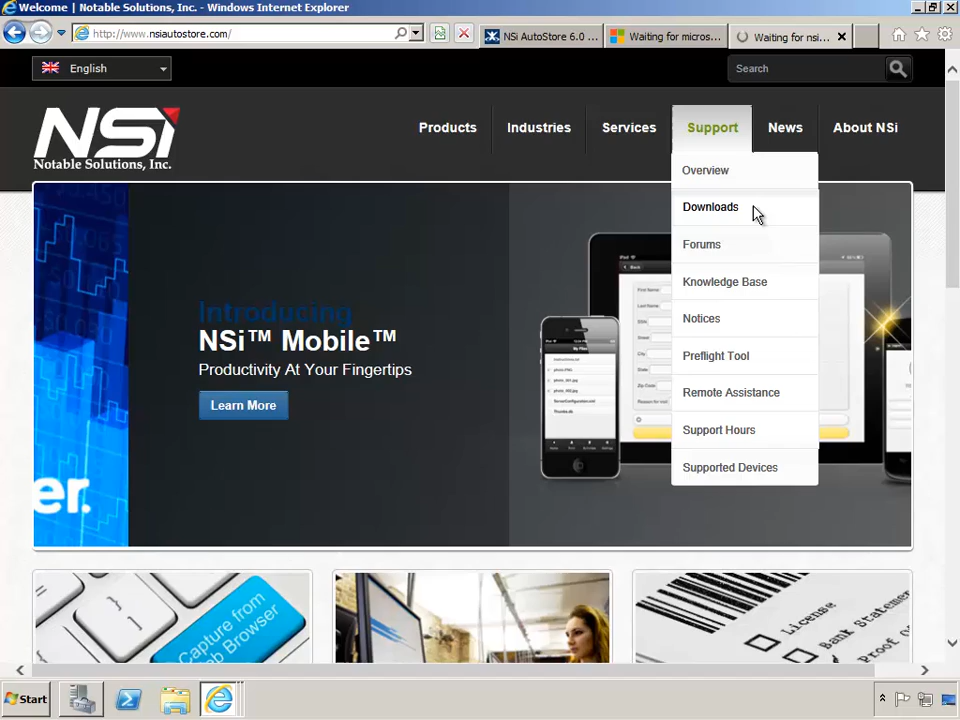 Welcome | Notable Solutions, Inc. - Windows Internet Explorer
http://www.nsiautostore.com/
NSi AutoStore 6.0 ...
Waiting for micros...
Waiting for nsi...
English
Search
NSi
Notable Solutions, Inc.
Products
Industries
Services
Support
News
About NSi
Overview
Downloads
Forums
Knowledge Base
Notices
Preflight Tool
Remote Assistance
Support Hours
Supported Devices
Introducing
NSi™ Mobile™
Productivity At Your Fingertips
Learn More
er.
Capture from
b Browser
License
Bank Stateme
Proof O
Start